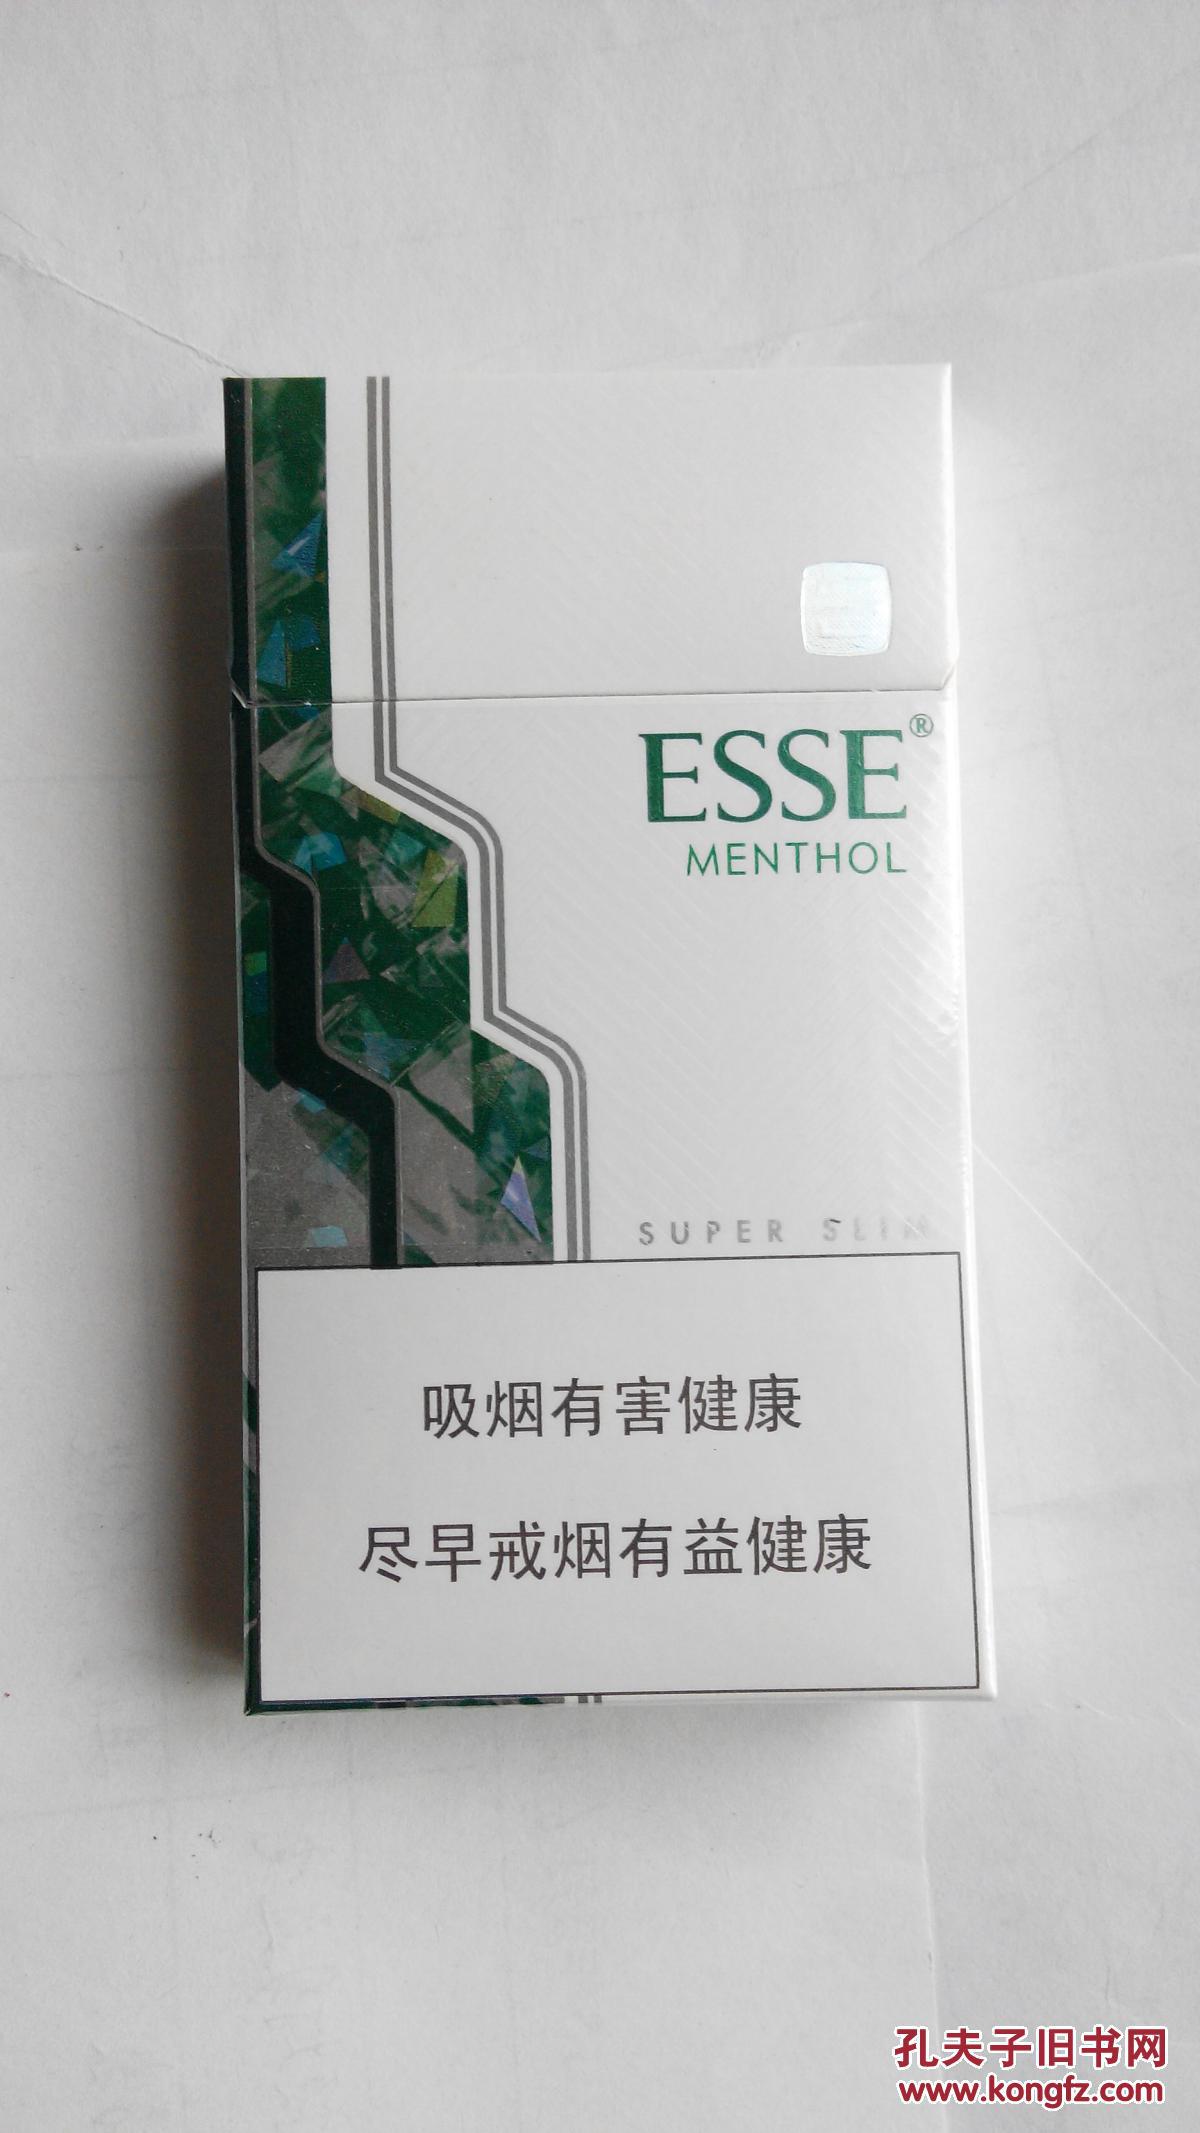 ESSE®
MENTHOL
SUPER SLIM
吸烟有害健康
尽早戒烟有益健康
孔夫子旧书网
www.kongfz.com